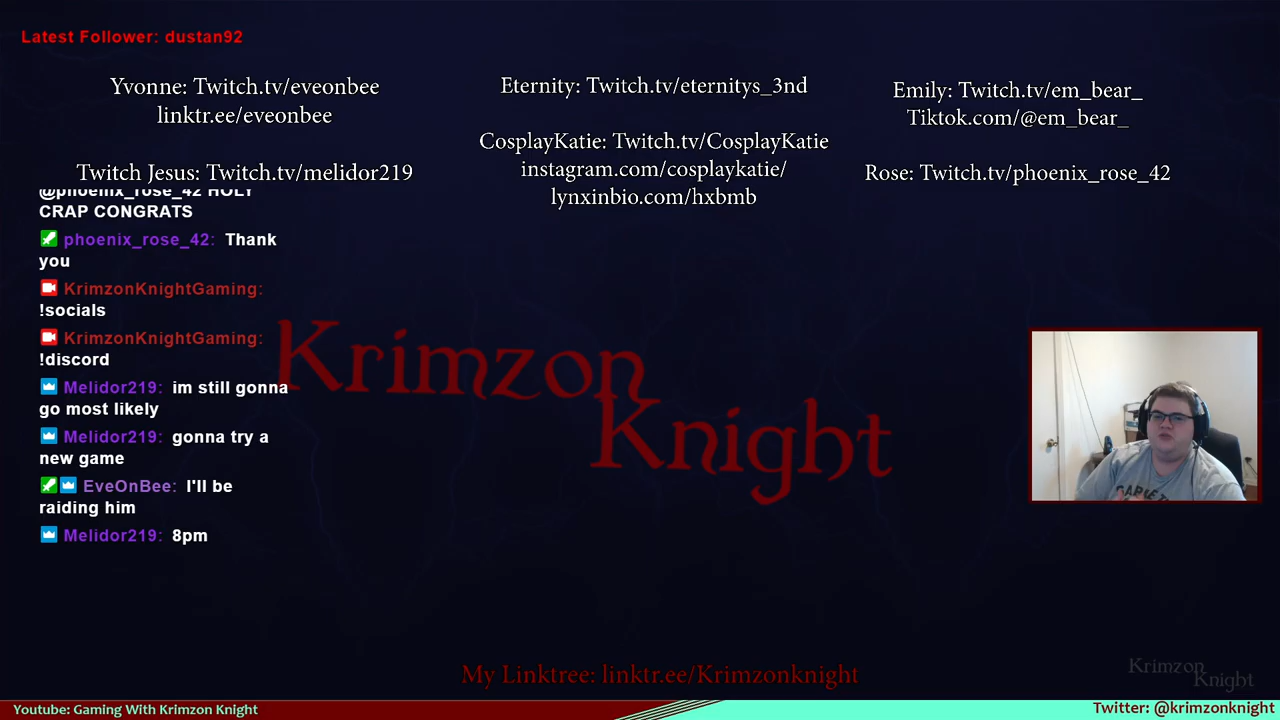 Latest Follower: dustan92
Yvonne: Twitch.tv/eveonbee
linktr.ee/eveonbee
Twitch Jesus: Twitch.tv/melidor219
Eternity: Twitch.tv/eternitys_3nd
CosplayKatie: Twitch.tv/CosplayKatie
instagram.com/cosplaykatie/
lynxinbio.com/hxbmb
Emily: Twitch.tv/em_bear_
Tiktok.com/@em_bear_
Rose: Twitch.tv/phoenix_rose_42
@phoenix_rose_42 HOLY
CRAP CONGRATS
phoenix_rose_42: Thank
you
KrimzonKnightGaming:
!socials
KrimzonKnightGaming:
!discord
Melidor219: im still gonna
go most likely
Melidor219: gonna try a
new game
EveOnBee: I'll be
raiding him
Melidor219: 8pm
Krimzon
Knight
My Linktree: linktr.ee/Krimzonknight
Krimzon
Knight
Youtube: Gaming With Krimzon Knight
Twitter: @krimzonknight